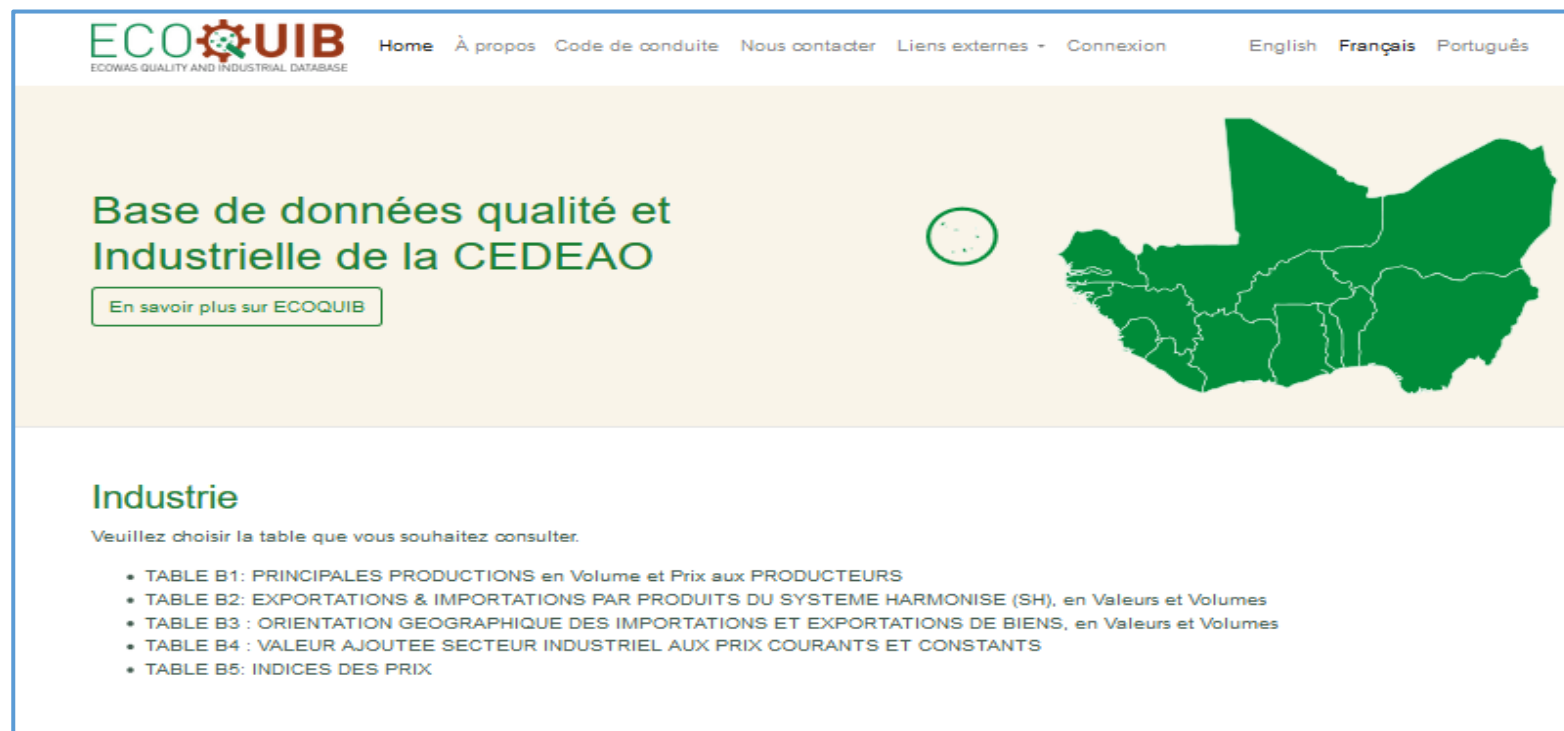 ECOQUIB
ECOWAS QUALITY AND INDUSTRIAL DATABASE
Home À propos Code de conduite Nous contacter Liens externes Connexion English Français Português
Base de données qualité et
Industrielle de la CEDEAO
En savoir plus sur ECOQUIB
Industrie
Veuillez choisir la table que vous souhaitez consulter.
• TABLE B1: PRINCIPALES PRODUCTIONS en Volume et Prix aux PRODUCTEURS
• TABLE B2: EXPORTATIONS & IMPORTATIONS PAR PRODUITS DU SYSTEME HARMONISE (SH), en Valeurs et Volumes
• TABLE B3 : ORIENTATION GEOGRAPHIQUE DES IMPORTATIONS ET EXPORTATIONS DE BIENS, en Valeurs et Volumes
• TABLE B4 : VALEUR AJOUTEE SECTEUR INDUSTRIEL AUX PRIX COURANTS ET CONSTANTS
• TABLE B5: INDICES DES PRIX